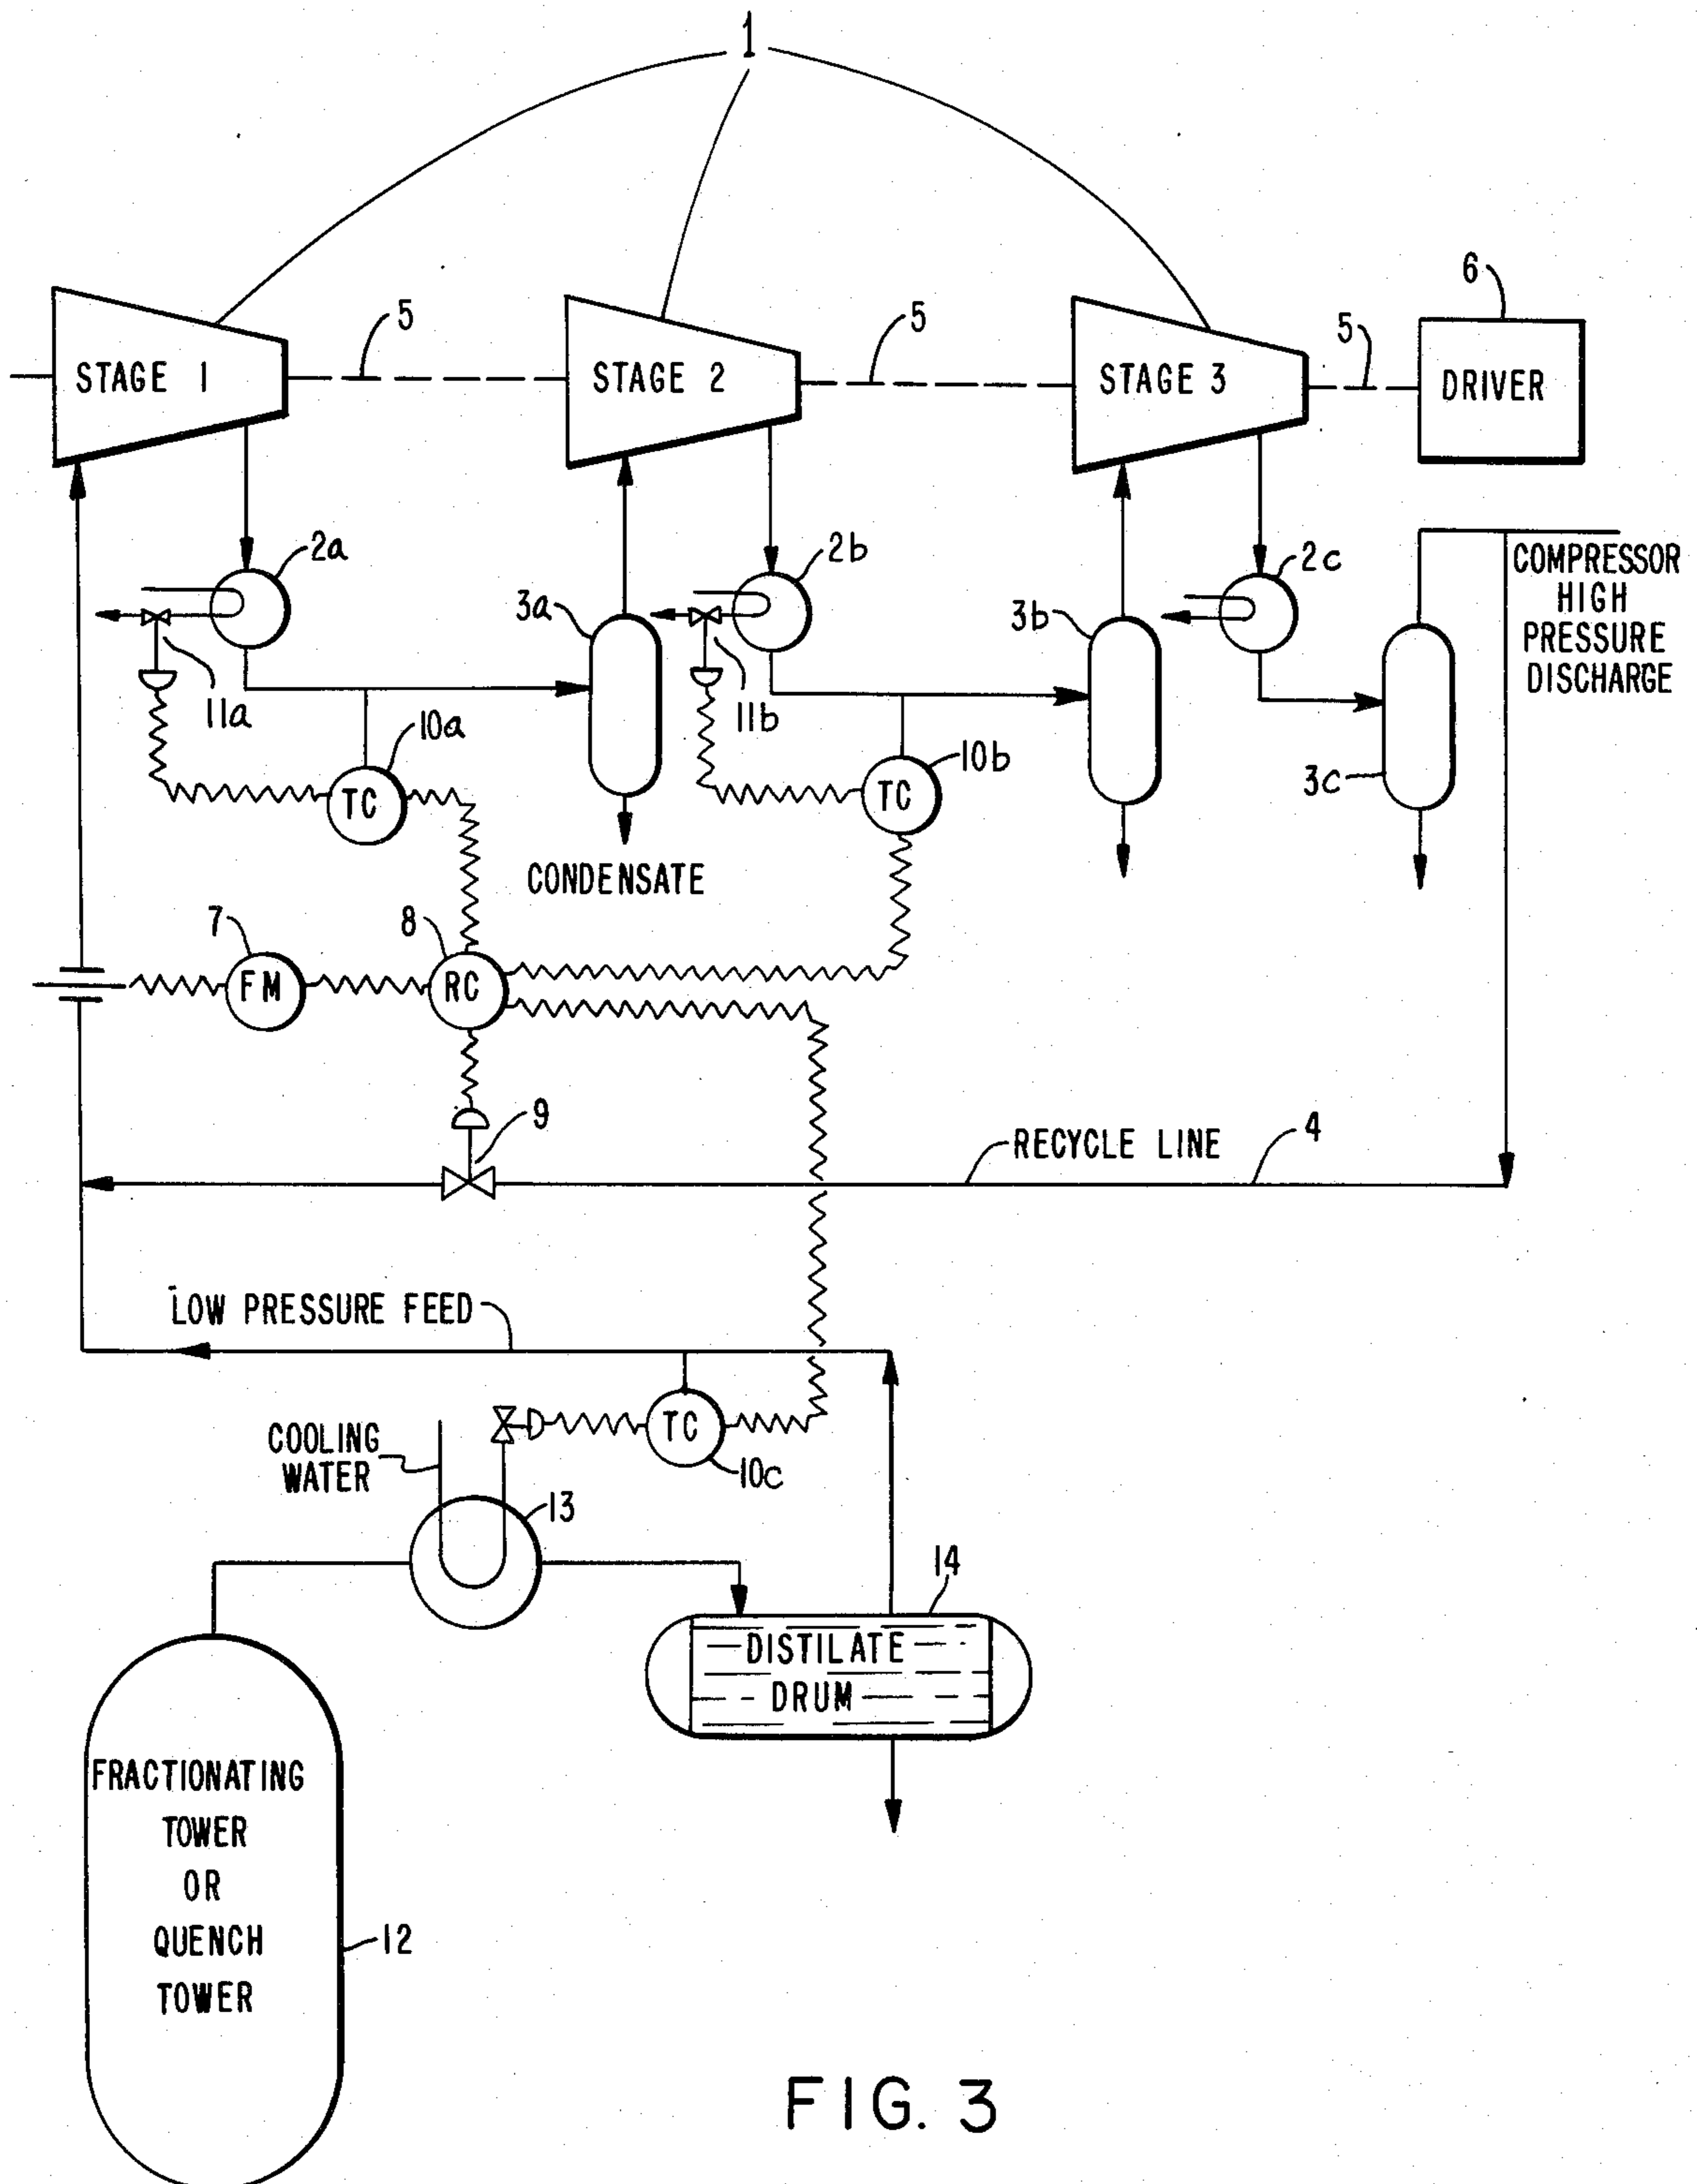 1
6
5
5
5
STAGE 1
STAGE 2
STAGE 3
DRIVER
2a
2b
2c
COMPRESSOR
HIGH
PRESSURE
DISCHARGE
3a
3b
3c
11a
11b
10a
10b
TC
TC
CONDENSATE
7
8
FM
RC
9
RECYCLE LINE
4
LOW PRESSURE FEED
COOLING
WATER
TC
10c
13
14
DISTILATE
DRUM
FRACTIONATING
TOWER
OR
QUENCH
TOWER
12
FIG. 3